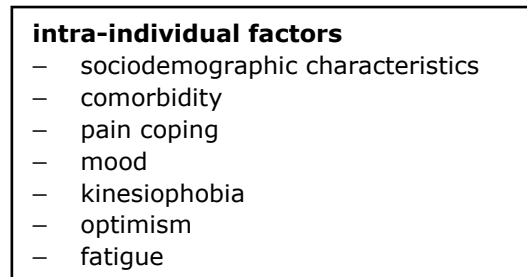 intra-individual factors
– sociodemographic characteristics
– comorbidity
– pain coping
– mood
– kinesiophobia
– optimism
– fatigue